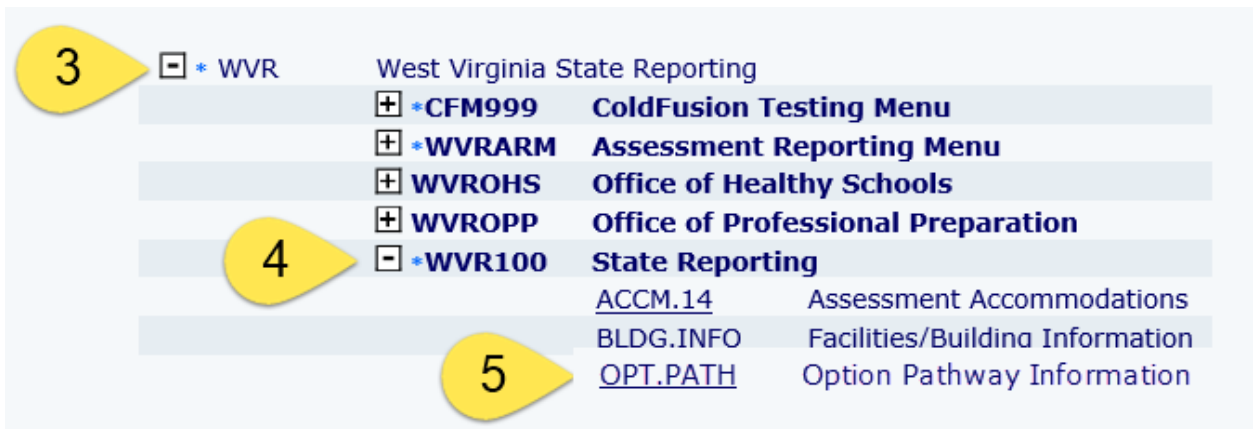 3 * WVR West Virginia State Reporting
*CFM999 ColdFusion Testing Menu
*WVRARM Assessment Reporting Menu
WVROHS Office of Healthy Schools
WVROPP Office of Professional Preparation
4 *WVR100 State Reporting
ACCM.14 Assessment Accommodations
BLDG.INFO Facilities/Building Information
5 OPT.PATH Option Pathway Information